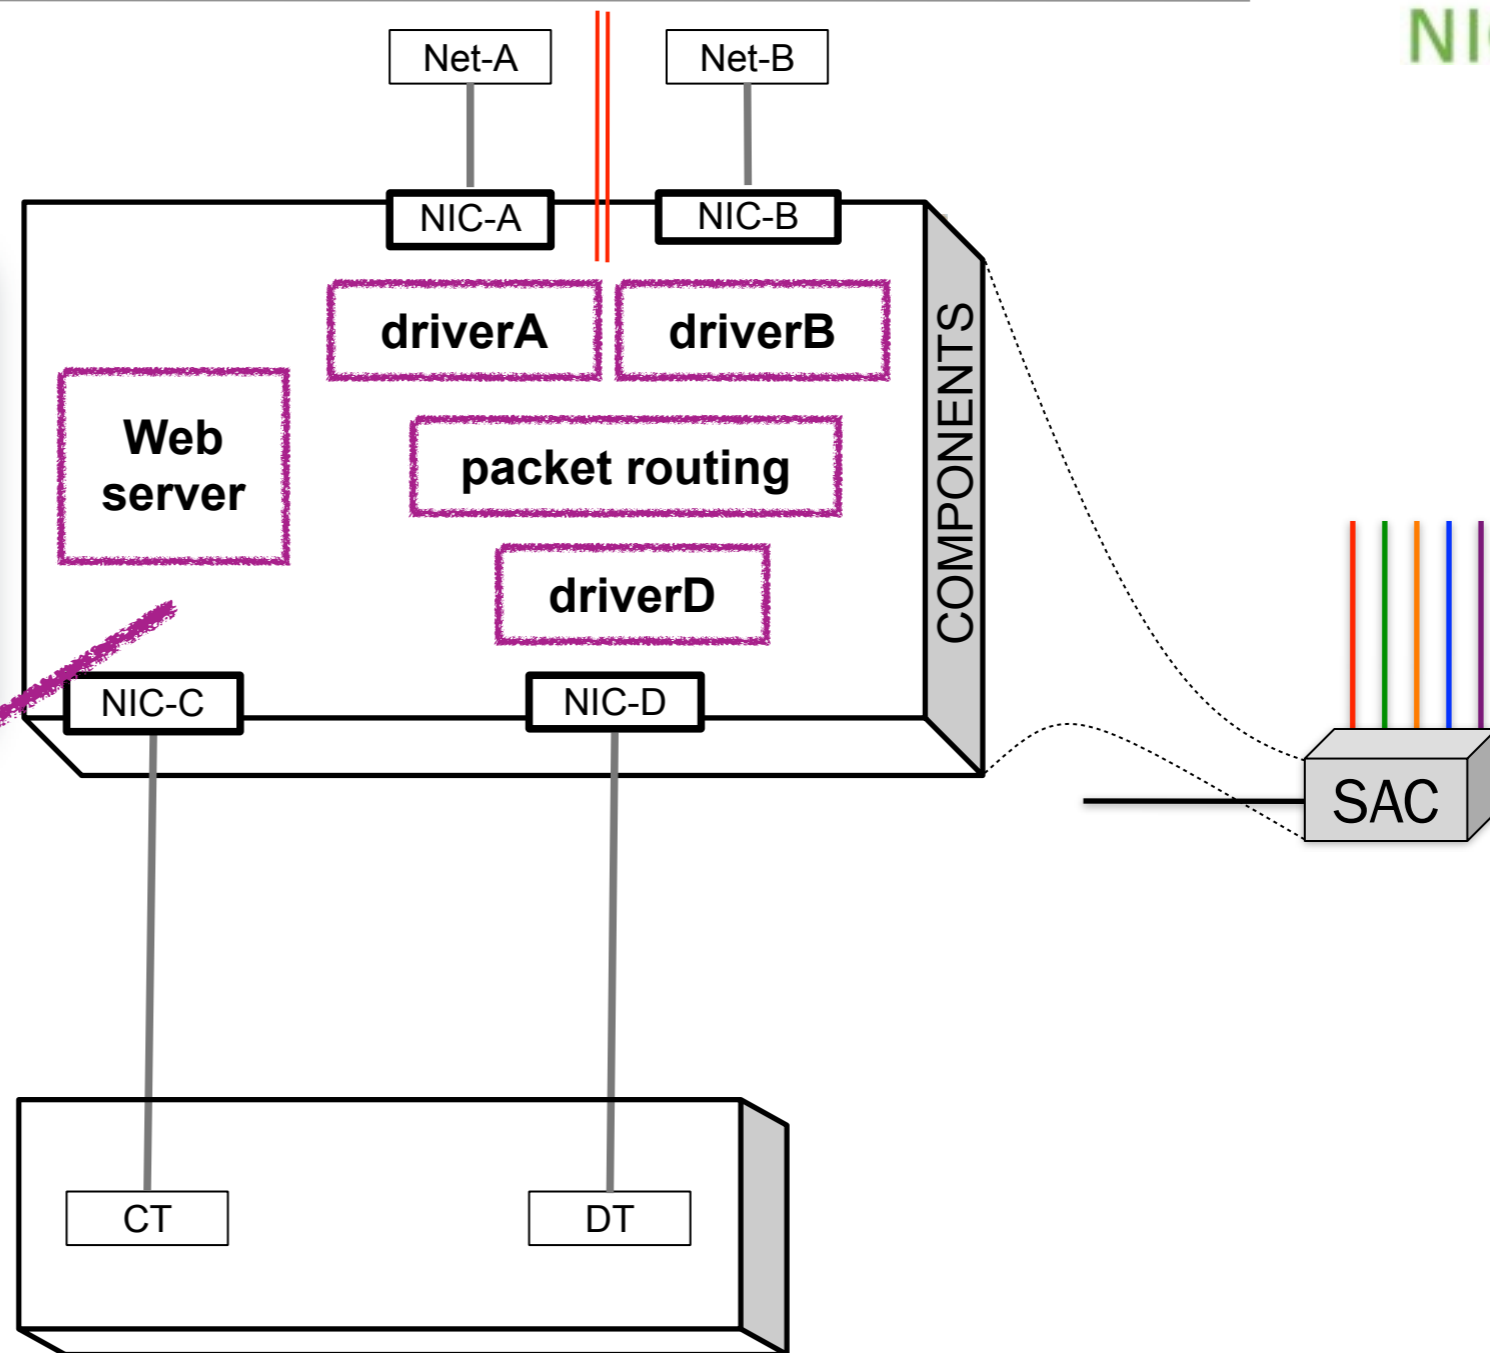 Net-A
Net-B
NIC-A
NIC-B
driverA
driverB
COMPONENTS
Web
server
packet routing
driverD
NIC-C
NIC-D
SAC
CT
DT